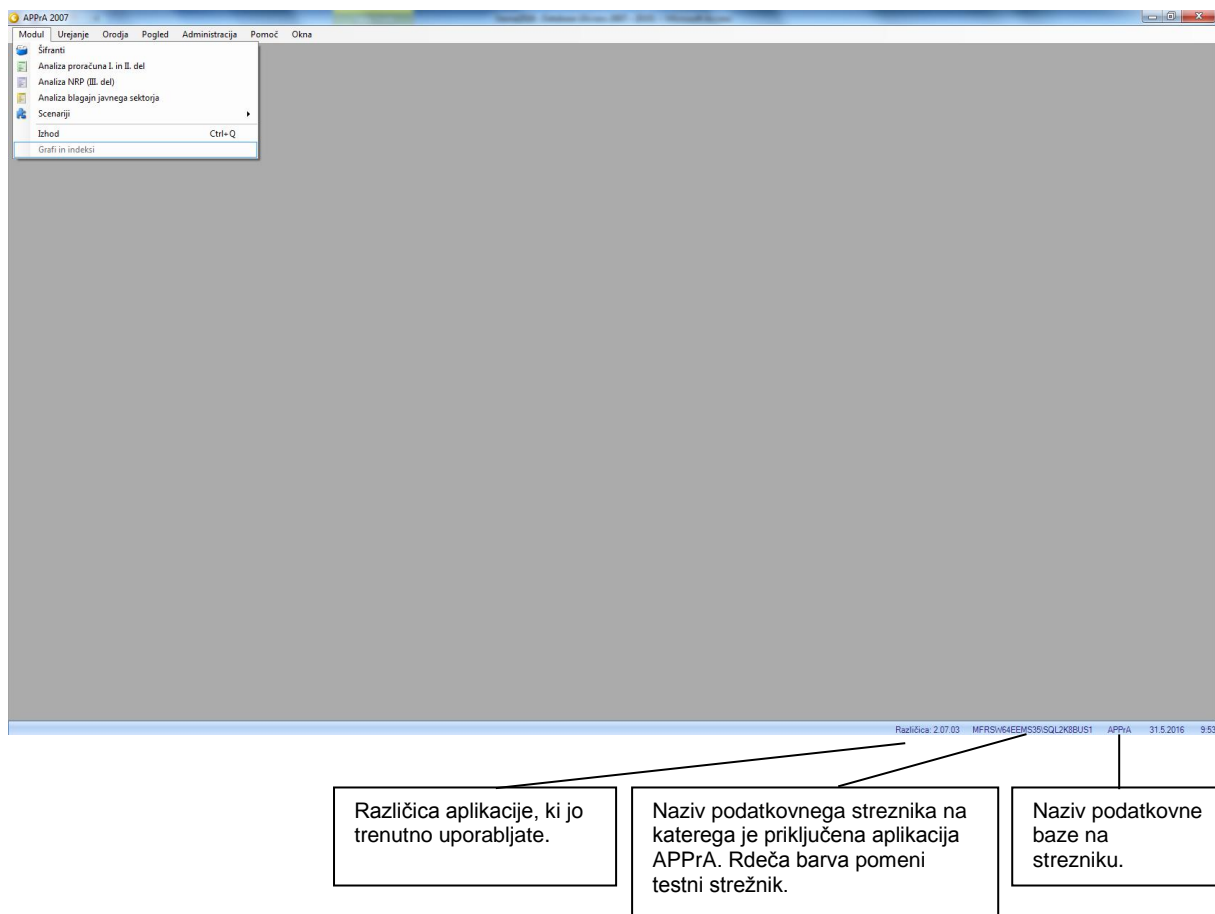 APPrA 2007
Modul Urejanje Orodja Pogled Administracija Pomoč Okna
Šifranti
Analiza proračuna I. in II. del
Analiza NRP (III. del)
Analiza blagajn javnega sektorja
Scenariji
Izhod Ctrl+Q
Grafi in indeksi
Različica: 2.07.03 MFRSW64EEMS35\SQL2K8BUS1 APPrA 31.5.2016 9:53
Različica aplikacije, ki jo
trenutno uporabljate.
Naziv podatkovnega streznika na
katerega je priključena aplikacija
APPrA. Rdeča barva pomeni
testni strežnik.
Naziv podatkovne
baze na
strezniku.